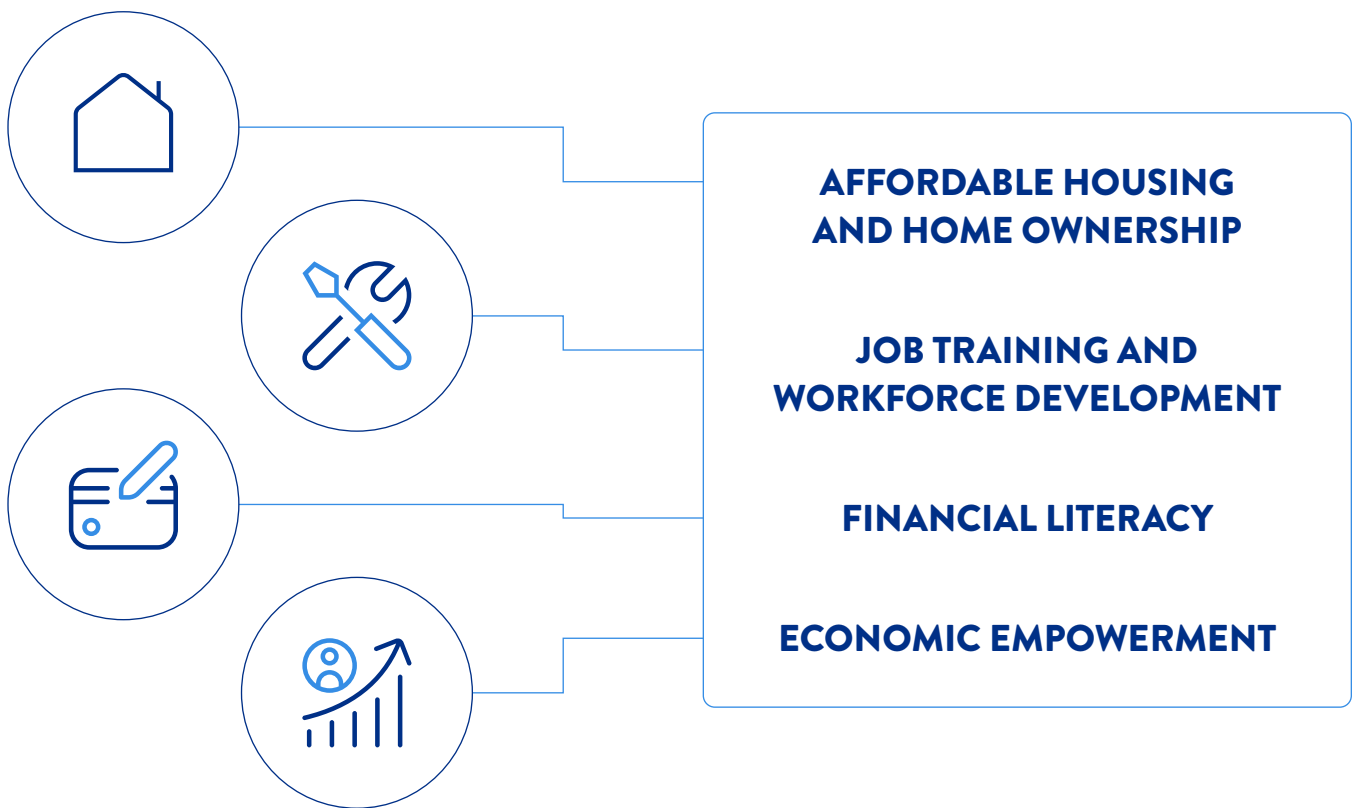 AFFORDABLE HOUSING
AND HOME OWNERSHIP
JOB TRAINING AND
WORKFORCE DEVELOPMENT
FINANCIAL LITERACY
ECONOMIC EMPOWERMENT